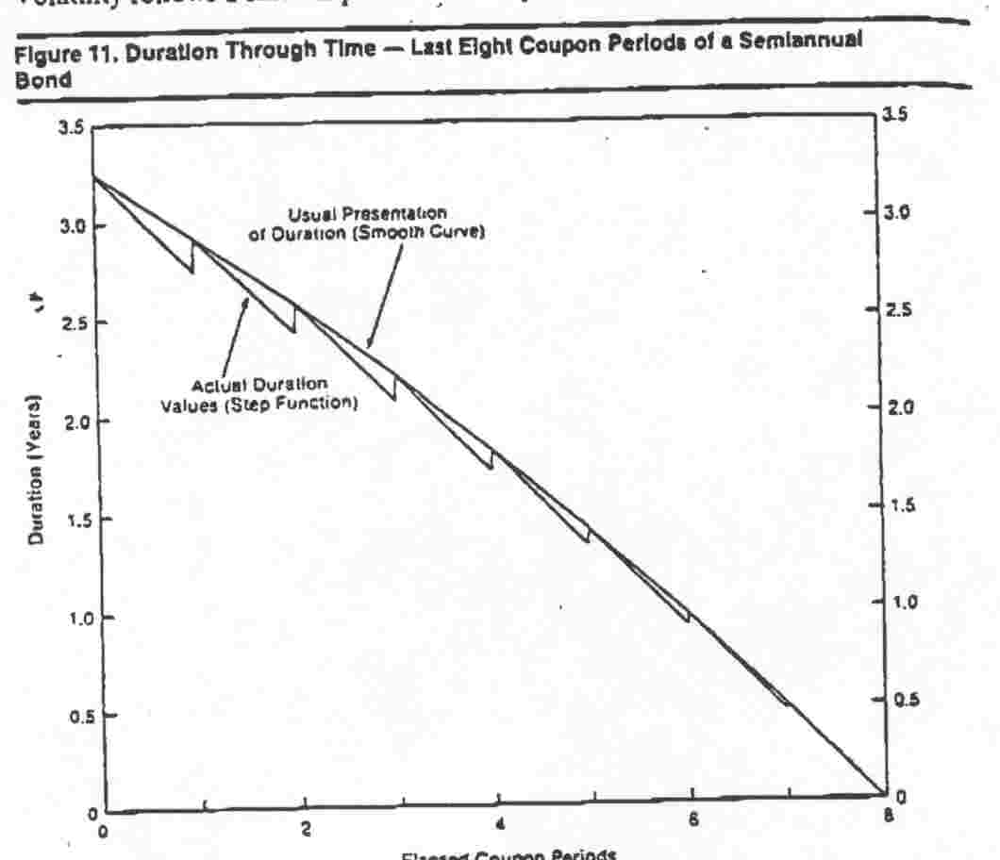 Volatility follows
Figure 11. Duration Through Time — Last Eight Coupon Periods of a Semiannual
Bond
3.5
3.5
Usual Presentation
of Duration (Smooth Curve)
3.0
3.0
2.5
2.5
Actual Duration
Values (Step Function)
2.0
2.0
Duration (Years)
1.5
1.5
1.0
1.0
0.5
0.5
0
0
0
2
4
6
8
Elapsed Coupon Periods